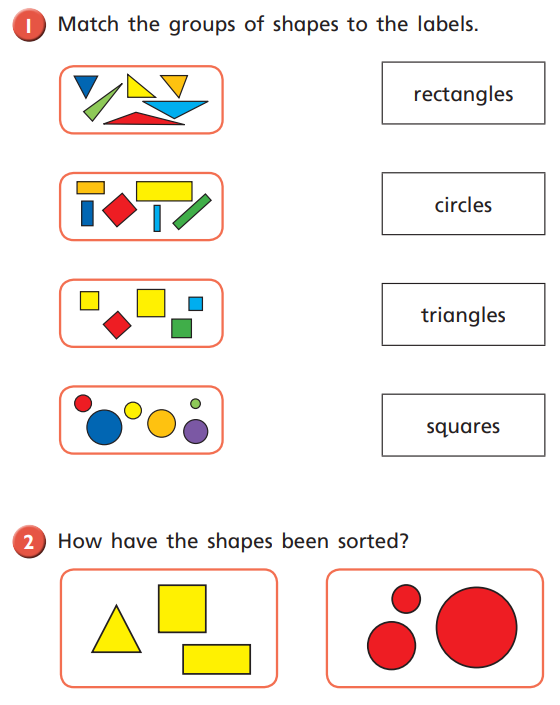 1 Match the groups of shapes to the labels.
rectangles
circles
triangles
squares
2 How have the shapes been sorted?